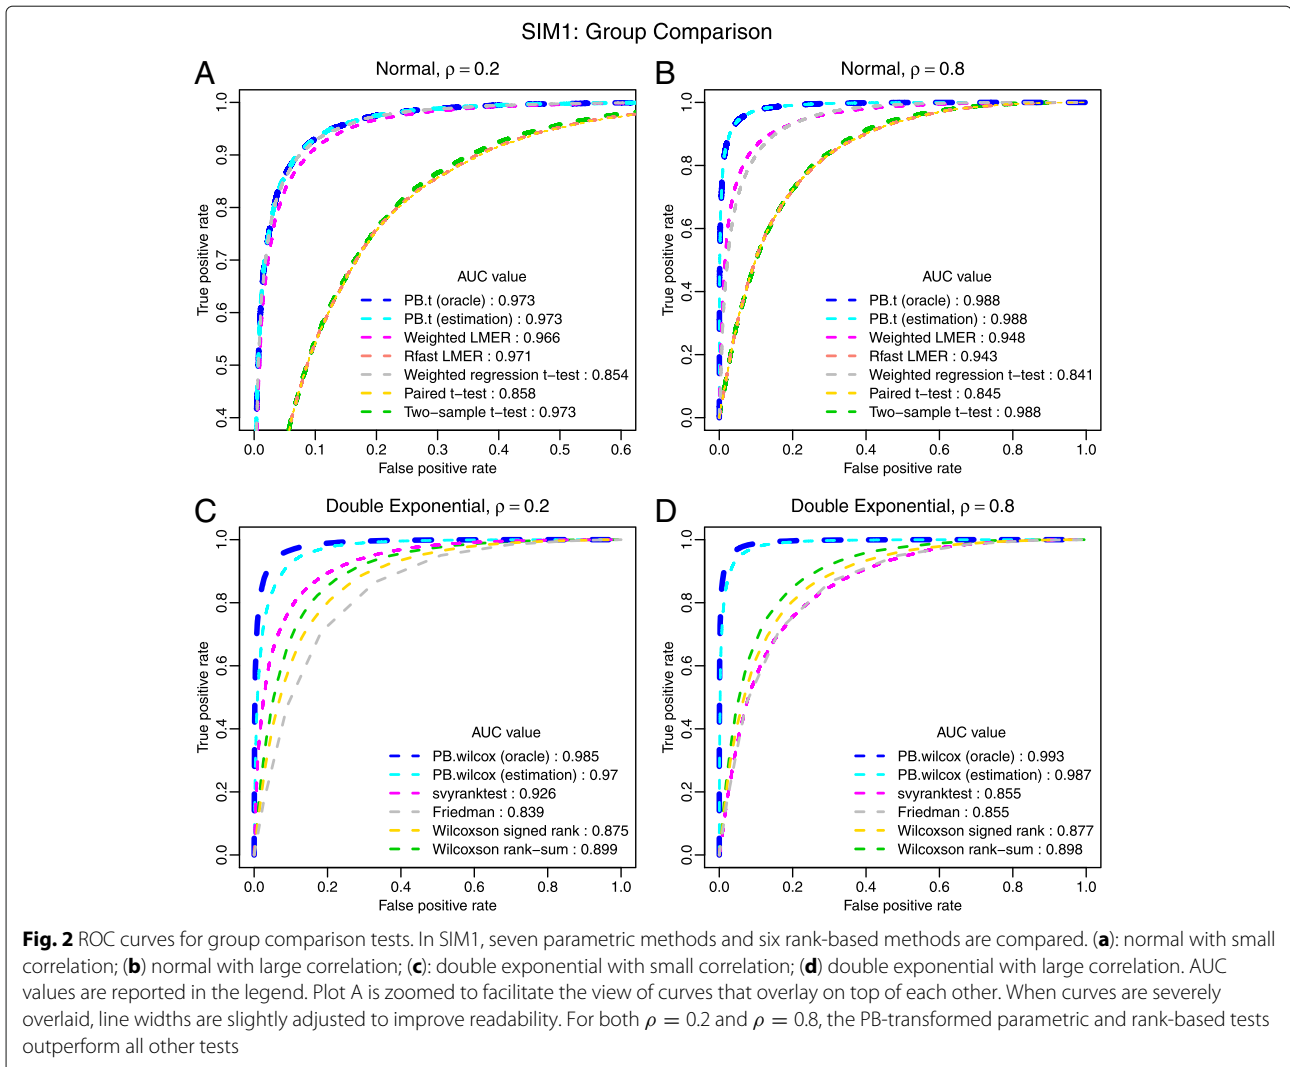 SIM1: Group Comparison
A
Normal, ρ = 0.2
True positive rate
1.0
0.9
0.8
0.7
0.6
0.5
0.4
AUC value
PB.t (oracle) : 0.973
PB.t (estimation) : 0.973
Weighted LMER : 0.966
Rfast LMER : 0.971
Weighted regression t−test : 0.854
Paired t−test : 0.858
Two−sample t−test : 0.973
0.0 0.1 0.2 0.3 0.4 0.5 0.6
False positive rate
B
Normal, ρ = 0.8
True positive rate
1.0
0.8
0.6
0.4
0.2
0.0
AUC value
PB.t (oracle) : 0.988
PB.t (estimation) : 0.988
Weighted LMER : 0.948
Rfast LMER : 0.943
Weighted regression t−test : 0.841
Paired t−test : 0.845
Two−sample t−test : 0.988
0.0 0.2 0.4 0.6 0.8 1.0
False positive rate
C
Double Exponential, ρ = 0.2
True positive rate
1.0
0.8
0.6
0.4
0.2
0.0
AUC value
PB.wilcox (oracle) : 0.985
PB.wilcox (estimation) : 0.97
svyranktest : 0.926
Friedman : 0.839
Wilcoxson signed rank : 0.875
Wilcoxson rank−sum : 0.899
0.0 0.2 0.4 0.6 0.8 1.0
False positive rate
D
Double Exponential, ρ = 0.8
True positive rate
1.0
0.8
0.6
0.4
0.2
0.0
AUC value
PB.wilcox (oracle) : 0.993
PB.wilcox (estimation) : 0.987
svyranktest : 0.855
Friedman : 0.855
Wilcoxson signed rank : 0.877
Wilcoxson rank−sum : 0.898
0.0 0.2 0.4 0.6 0.8 1.0
False positive rate
Fig. 2 ROC curves for group comparison tests. In SIM1, seven parametric methods and six rank-based methods are compared. (a): normal with small
correlation; (b) normal with large correlation; (c): double exponential with small correlation; (d) double exponential with large correlation. AUC
values are reported in the legend. Plot A is zoomed to facilitate the view of curves that overlay on top of each other. When curves are severely
overlaid, line widths are slightly adjusted to improve readability. For both ρ = 0.2 and ρ = 0.8, the PB-transformed parametric and rank-based tests
outperform all other tests